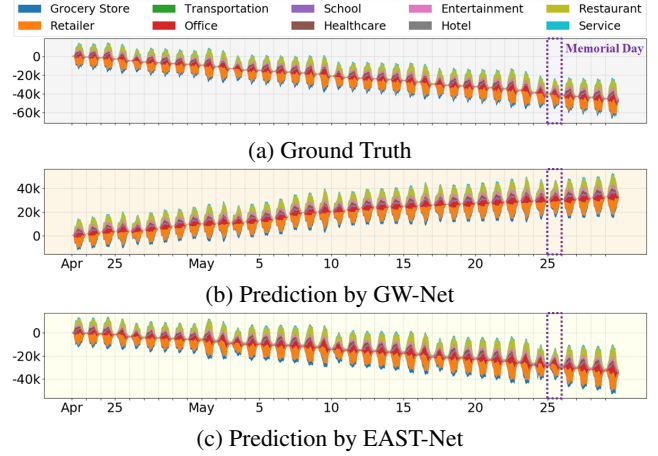 Grocery Store Transportation School Entertainment Restaurant
Retailer Office Healthcare Hotel Service
Memorial Day
0
-20k
-40k
-60k
(a) Ground Truth
40k
20k
0
Apr 25 May 5 10 15 20 25
(b) Prediction by GW-Net
0
-20k
-40k
Apr 25 May 5 10 15 20 25
(c) Prediction by EAST-Net